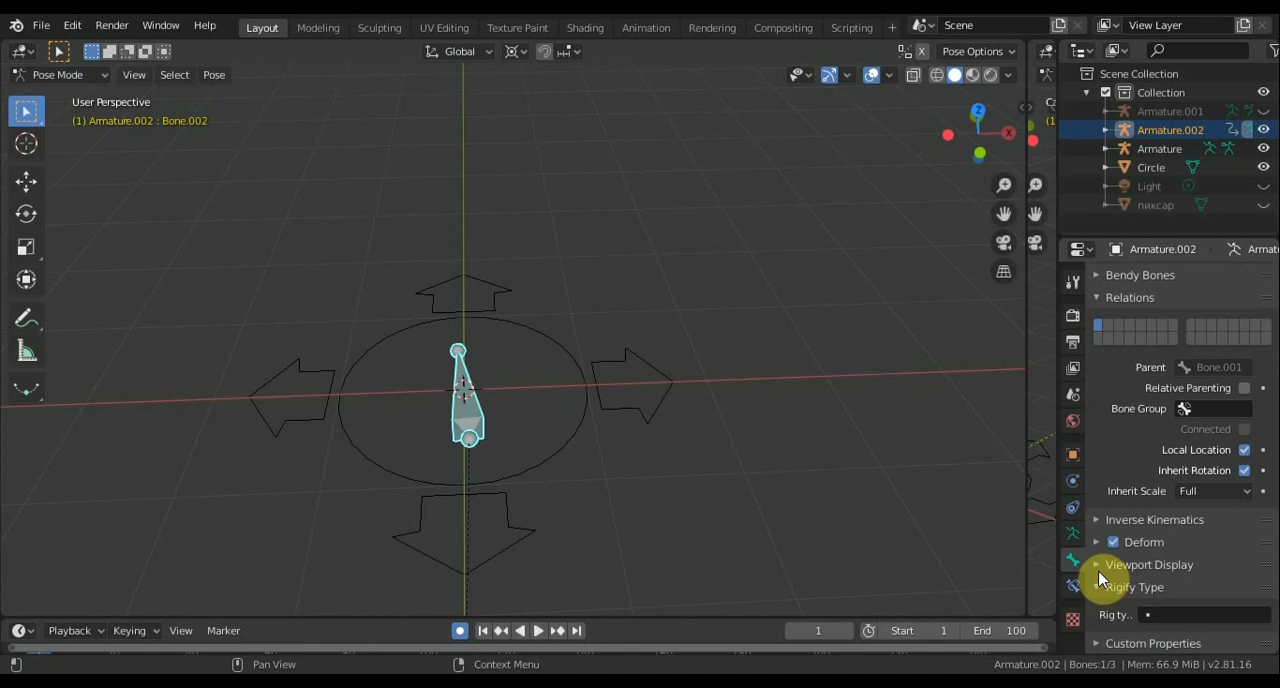 File Edit Render Window Help Layout Modeling Sculpting UV Editing Texture Paint Shading Animation Rendering Compositing Scripting + Scene View Layer
Global Pose Options
Pose Mode View Select Pose
User Perspective
(1) Armature.002 : Bone.002
Z
X
Ca
(1
Scene Collection
Collection
Armature.001
Armature.002
Armature
Circle
Light
пиксар
Armature.002 Armat
Bendy Bones
Relations
Parent Bone.001
Relative Parenting
Bone Group
Connected
Local Location
Inherit Rotation
Inherit Scale Full
Inverse Kinematics
Deform
Viewport Display
Rigify Type
Rig ty..
Custom Properties
Playback Keying View Marker 1 Start 1 End 100
Pan View Context Menu Armature.002 | Bones:1/3 | Mem: 66.9 MiB | v2.81.16